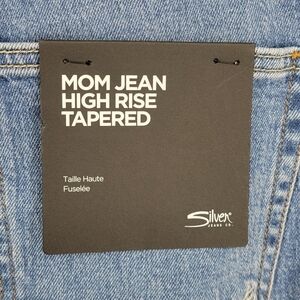 MOM JEAN
HIGH RISE
TAPERED
Taille Haute
Fuselée
Silver
JEANS CO.